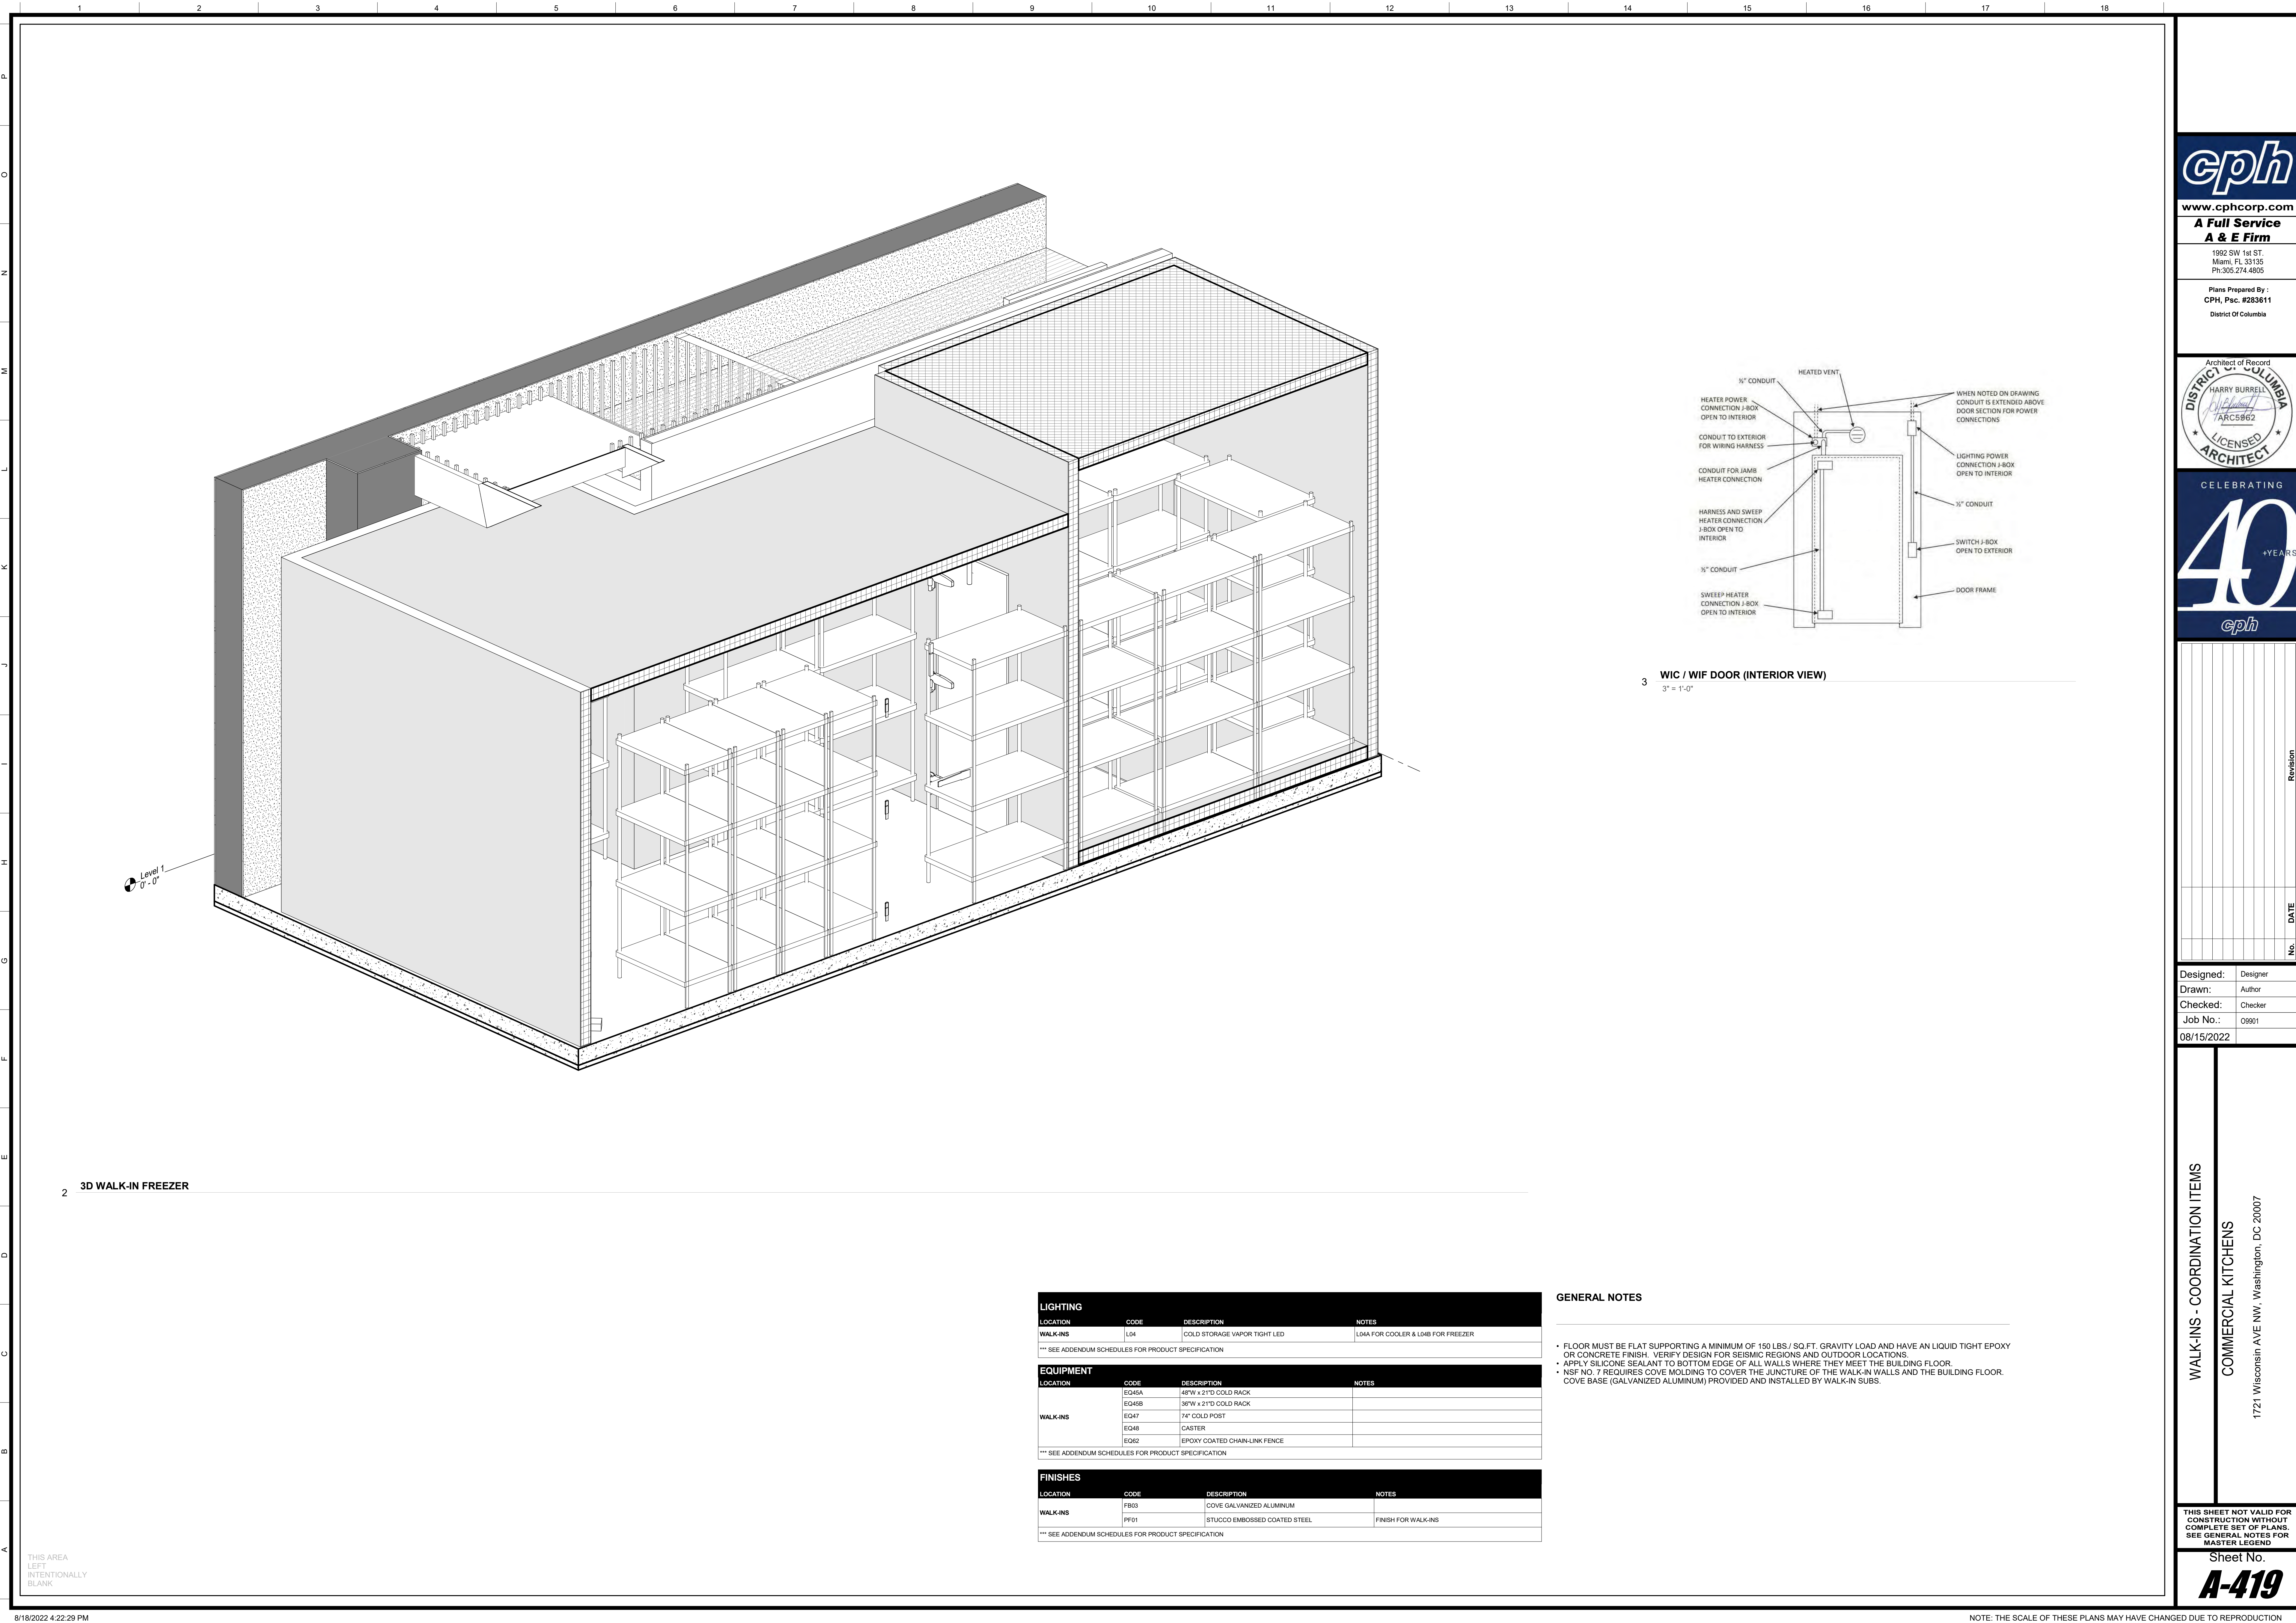 1 2 3 4 5 6 7 8 9 10 11 12 13 14 15 16 17 18
P
O
N
M
L
K
J
I
H
G
F
E
D
C
B
A
Level 1
0' - 0"
2 3D WALK-IN FREEZER
HEATED VENT
½" CONDUIT
HEATER POWER
CONNECTION J-BOX
OPEN TO INTERIOR
CONDUIT TO EXTERIOR
FOR WIRING HARNESS
CONDUIT FOR JAMB
HEATER CONNECTION
HARNESS AND SWEEP
HEATER CONNECTION
J-BOX OPEN TO
INTERIOR
½" CONDUIT
SWEEEP HEATER
CONNECTION J-BOX
OPEN TO INTERIOR
WHEN NOTED ON DRAWING
CONDUIT IS EXTENDED ABOVE
DOOR SECTION FOR POWER
CONNECTIONS
LIGHTING POWER
CONNECTION J-BOX
OPEN TO INTERIOR
½" CONDUIT
SWITCH J-BOX
OPEN TO EXTERIOR
DOOR FRAME
3 WIC / WIF DOOR (INTERIOR VIEW)
3" = 1'-0"
LIGHTING
LOCATION CODE DESCRIPTION NOTES
WALK-INS L04 COLD STORAGE VAPOR TIGHT LED L04A FOR COOLER & L04B FOR FREEZER
*** SEE ADDENDUM SCHEDULES FOR PRODUCT SPECIFICATION
EQUIPMENT
LOCATION CODE DESCRIPTION NOTES
EQ45A 48"W x 21"D COLD RACK
EQ45B 36"W x 21"D COLD RACK
WALK-INS EQ47 74" COLD POST
EQ48 CASTER
EQ62 EPOXY COATED CHAIN-LINK FENCE
*** SEE ADDENDUM SCHEDULES FOR PRODUCT SPECIFICATION
FINISHES
LOCATION CODE DESCRIPTION NOTES
WALK-INS FB03 COVE GALVANIZED ALUMINUM
PF01 STUCCO EMBOSSED COATED STEEL FINISH FOR WALK-INS
*** SEE ADDENDUM SCHEDULES FOR PRODUCT SPECIFICATION
GENERAL NOTES
• FLOOR MUST BE FLAT SUPPORTING A MINIMUM OF 150 LBS./ SQ.FT. GRAVITY LOAD AND HAVE AN LIQUID TIGHT EPOXY
OR CONCRETE FINISH. VERIFY DESIGN FOR SEISMIC REGIONS AND OUTDOOR LOCATIONS.
• APPLY SILICONE SEALANT TO BOTTOM EDGE OF ALL WALLS WHERE THEY MEET THE BUILDING FLOOR.
• NSF NO. 7 REQUIRES COVE MOLDING TO COVER THE JUNCTURE OF THE WALK-IN WALLS AND THE BUILDING FLOOR.
COVE BASE (GALVANIZED ALUMINUM) PROVIDED AND INSTALLED BY WALK-IN SUBS.
THIS AREA
LEFT
INTENTIONALLY
BLANK
8/18/2022 4:22:29 PM
cph
www.cphcorp.com
A Full Service
A & E Firm
1992 SW 1st ST.
Miami, FL 33135
Ph:305.274.4805
Plans Prepared By :
CPH, Psc. #283611
District Of Columbia
Architect of Record
DISTRICT OF COLUMBIA
HARRY BURRELL
ARC5962
LICENSED
ARCHITECT
CELEBRATING
40
+YEARS
cph
No. DATE Revision
Designed: Designer
Drawn: Author
Checked: Checker
Job No.: O9901
08/15/2022
WALK-INS - COORDINATION ITEMS
COMMERCIAL KITCHENS
1721 Wisconsin AVE NW, Washington, DC 20007
THIS SHEET NOT VALID FOR
CONSTRUCTION WITHOUT
COMPLETE SET OF PLANS.
SEE GENERAL NOTES FOR
MASTER LEGEND
Sheet No.
A-419
NOTE: THE SCALE OF THESE PLANS MAY HAVE CHANGED DUE TO REPRODUCTION